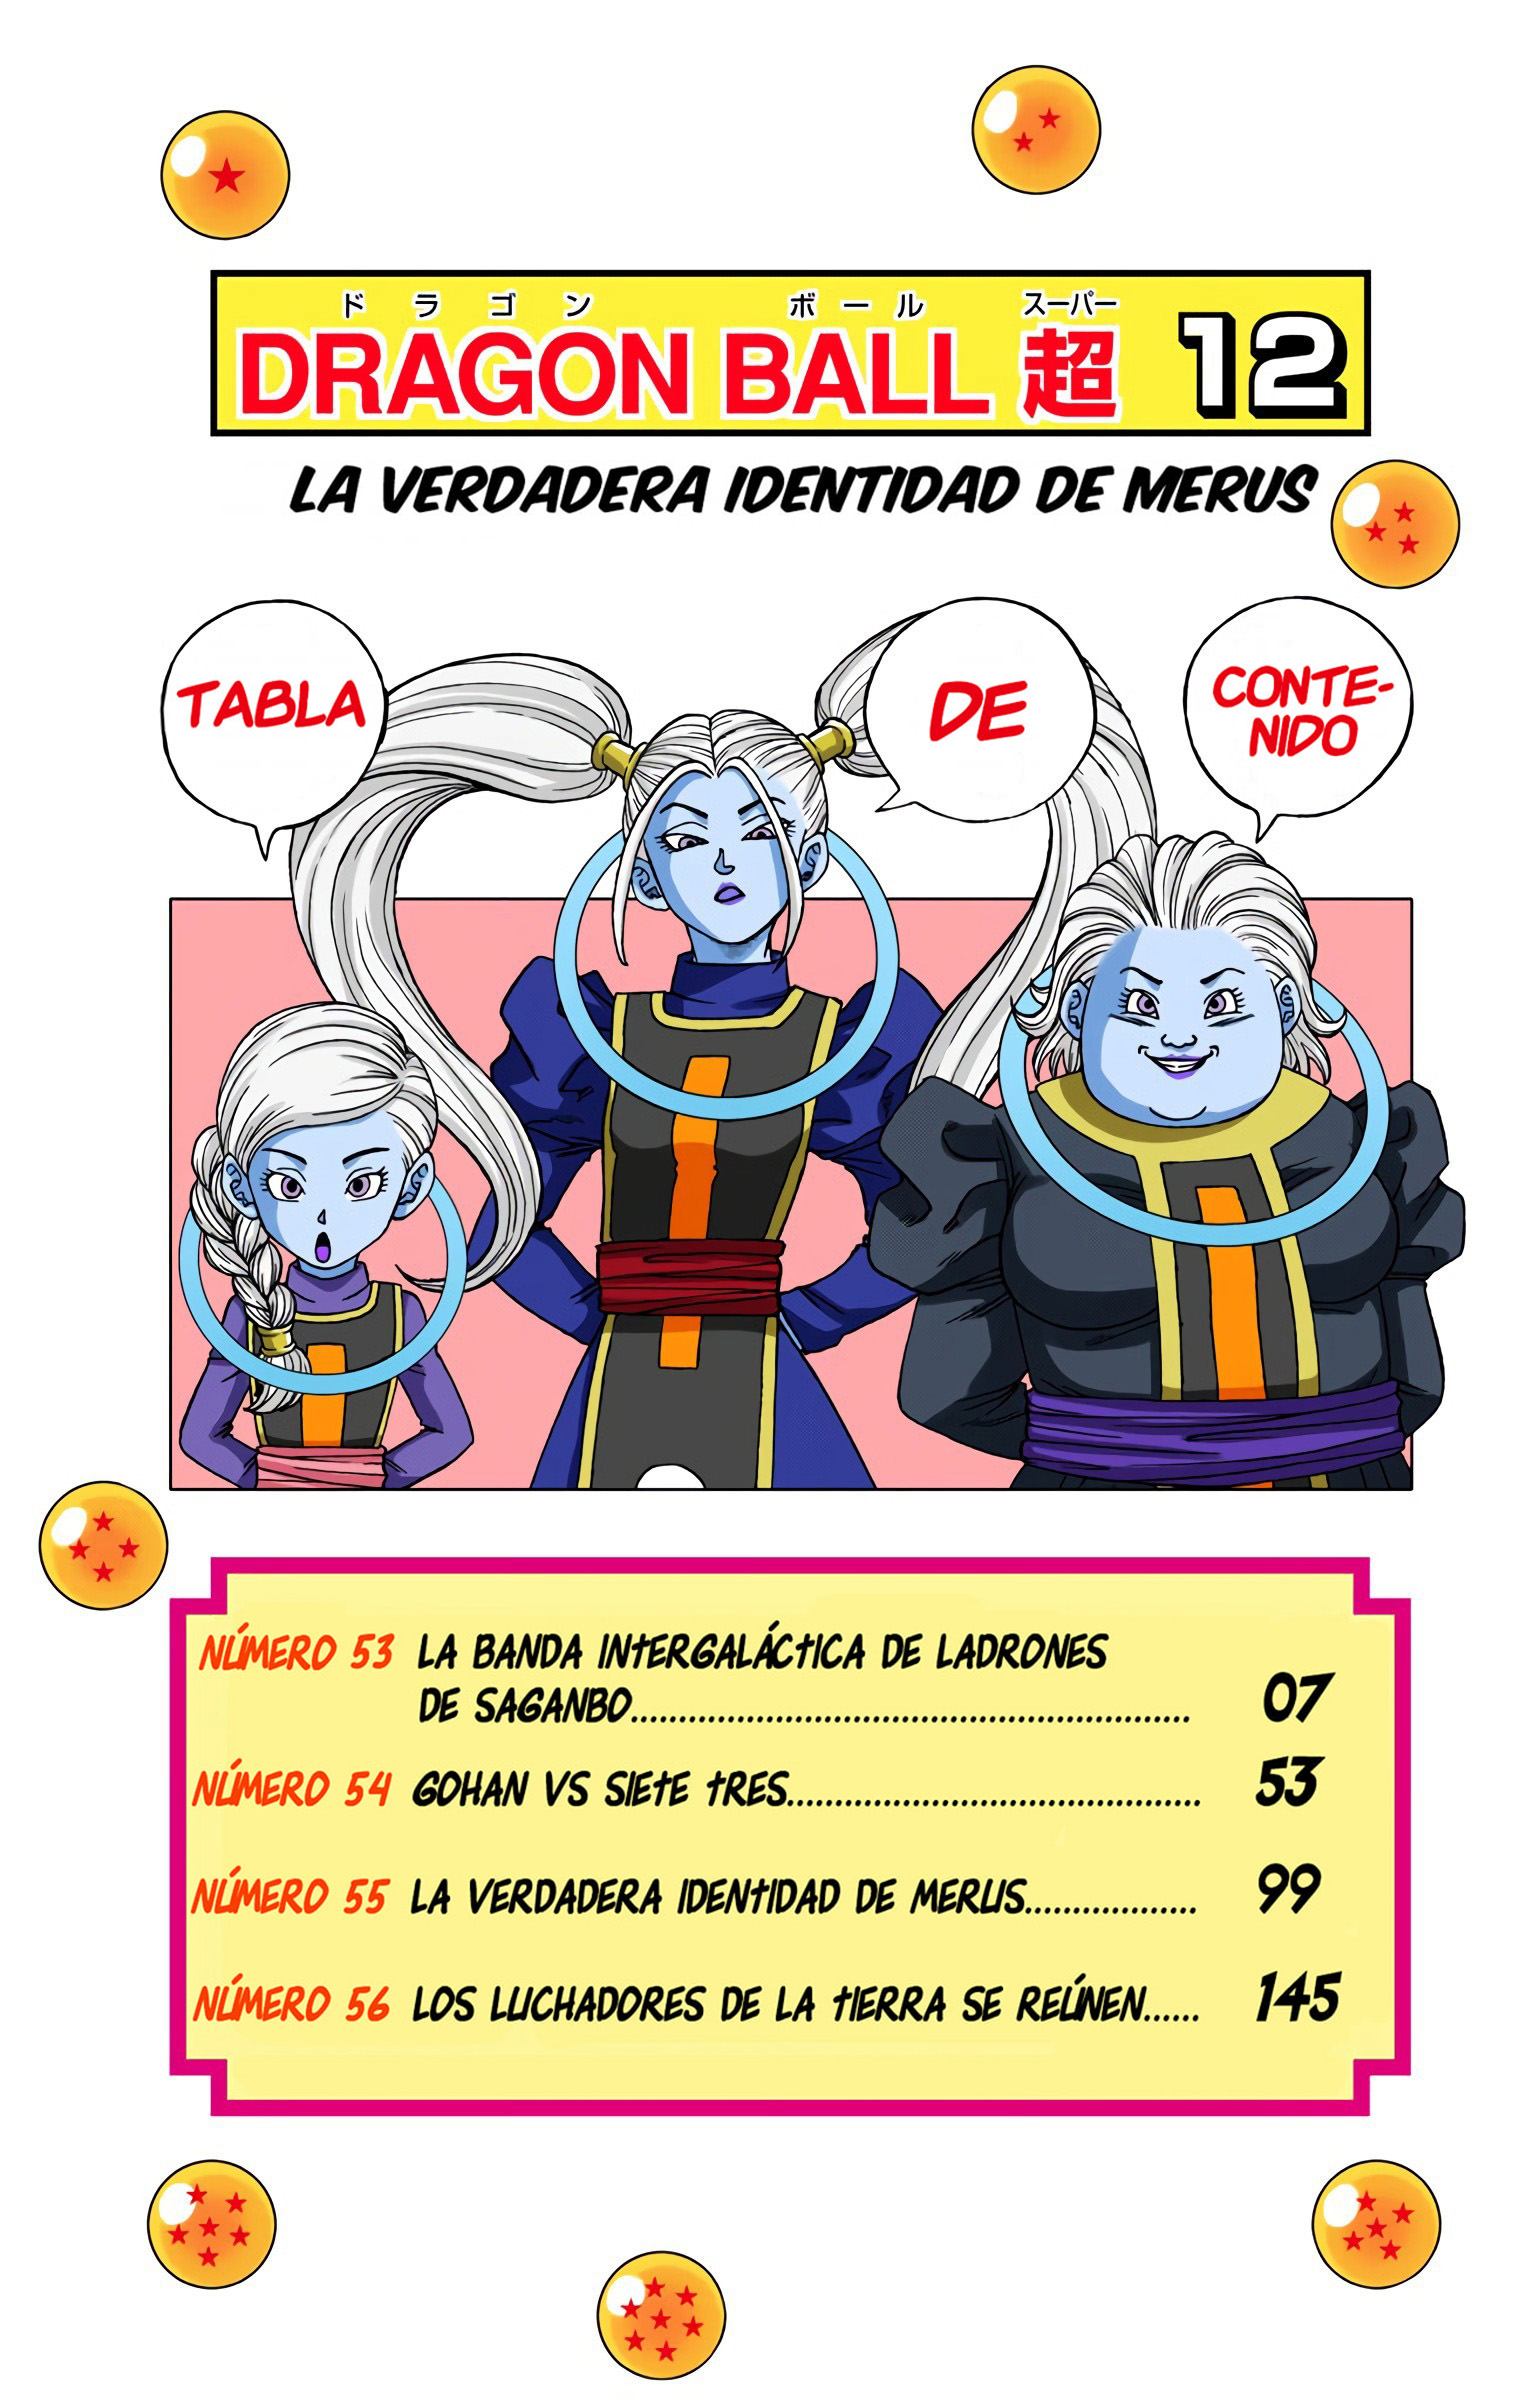 ドラゴン ボール スーパー
DRAGON BALL 超 12
LA VERDADERA IDENTIDAD DE MERUS
TABLA
DE
CONTE-
NIDO
NÚMERO 53 LA BANDA INTERGALÁCTICA DE LADRONES
DE SAGANBO........................................................... 07
NÚMERO 54 GOHAN VS SIETE TRES............................................ 53
NÚMERO 55 LA VERDADERA IDENTIDAD DE MERUS.................. 99
NÚMERO 56 LOS LUCHADORES DE LA TIERRA SE REÚNEN...... 145